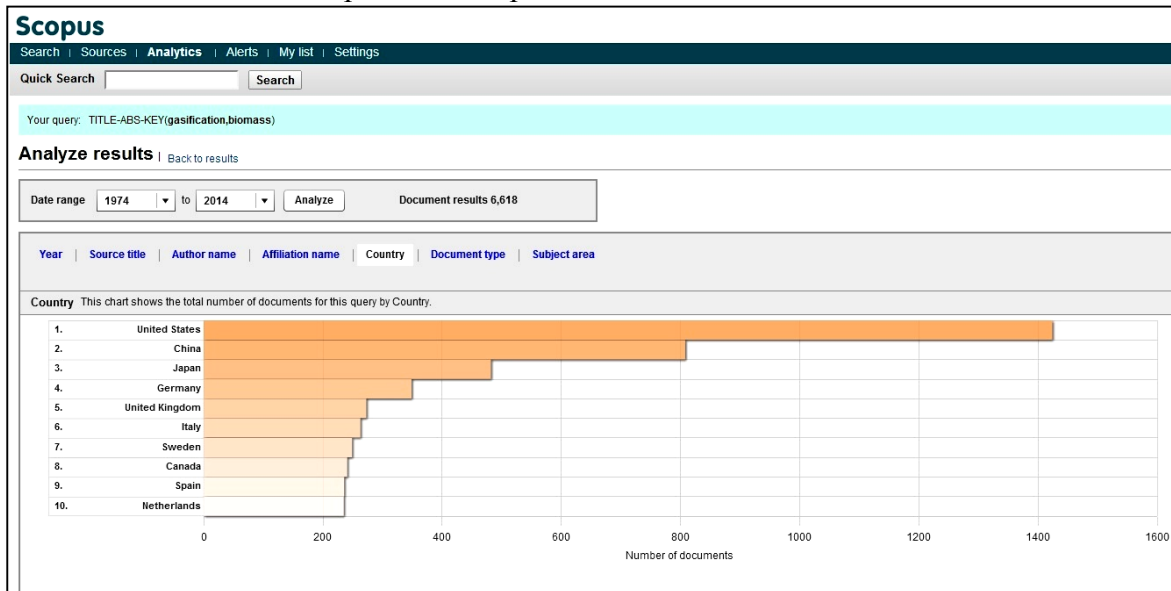 Scopus
Search | Sources | Analytics | Alerts | My list | Settings
Quick Search Search
Your query: TITLE-ABS-KEY(gasification,biomass)
Analyze results | Back to results
Date range 1974 to 2014 Analyze Document results 6,618
Year | Source title | Author name | Affiliation name | Country | Document type | Subject area
Country This chart shows the total number of documents for this query by Country.
1. United States
2. China
3. Japan
4. Germany
5. United Kingdom
6. Italy
7. Sweden
8. Canada
9. Spain
10. Netherlands
0 200 400 600 800 1000 1200 1400 1600
Number of documents